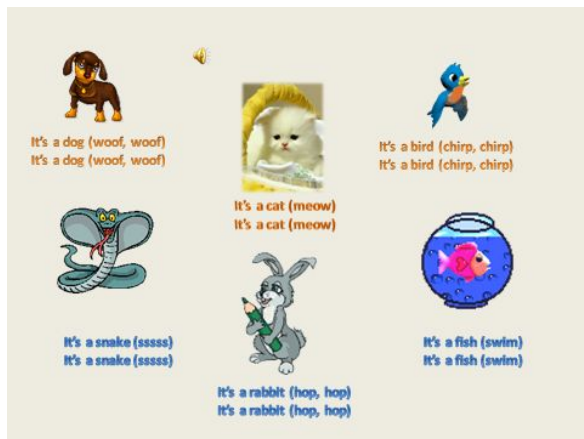 It's a dog (woof, woof)
It's a dog (woof, woof)
It's a cat (meow)
It's a cat (meow)
It's a bird (chirp, chirp)
It's a bird (chirp, chirp)
It's a snake (sssss)
It's a snake (sssss)
It's a rabbit (hop, hop)
It's a rabbit (hop, hop)
It's a fish (swim)
It's a fish (swim)